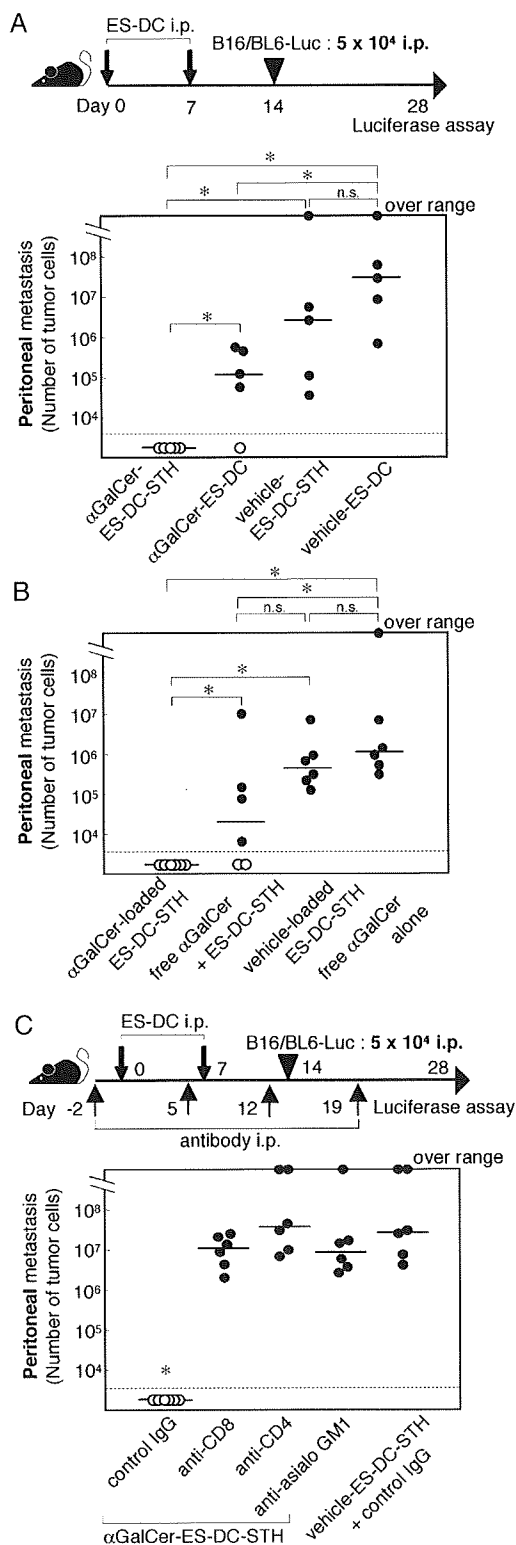 A
ES-DC i.p.
B16/BL6-Luc : 5 x 10⁴ i.p.
Day 0 7 14 28
Luciferase assay
*
*
* n.s.
over range
Peritoneal metastasis
(Number of tumor cells)
10⁸
10⁷
10⁶
10⁵
10⁴
*
αGalCer-
ES-DC-STH
αGalCer-ES-DC
vehicle-
ES-DC-STH
vehicle-ES-DC
B
*
*
n.s. n.s.
over range
Peritoneal metastasis
(Number of tumor cells)
10⁸
10⁷
10⁶
10⁵
10⁴
*
*
αGalCer-loaded
ES-DC-STH
free αGalCer
+ ES-DC-STH
vehicle-loaded
ES-DC-STH
free αGalCer
alone
C
ES-DC i.p.
B16/BL6-Luc : 5 x 10⁴ i.p.
0 7 14 28
Day -2 5 12 19 Luciferase assay
antibody i.p.
over range
Peritoneal metastasis
(Number of tumor cells)
10⁸
10⁷
10⁶
10⁵
10⁴
*
control IgG
anti-CD8
anti-CD4
anti-asialo GM1
vehicle-ES-DC-STH
+ control IgG
αGalCer-ES-DC-STH